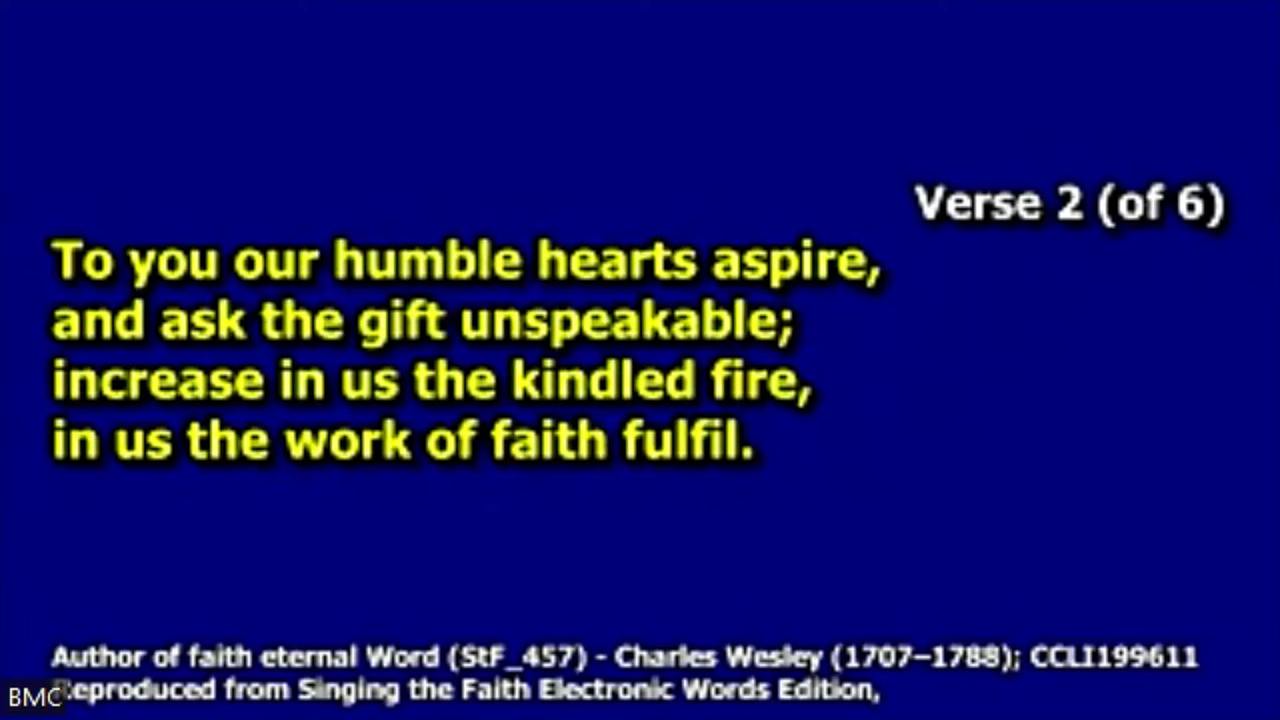 Verse 2 (of 6)
To you our humble hearts aspire,
and ask the gift unspeakable;
increase in us the kindled fire,
in us the work of faith fulfil.
Author of faith eternal Word (StF_457) - Charles Wesley (1707–1788); CCLI199611
Reproduced from Singing the Faith Electronic Words Edition,
BMC